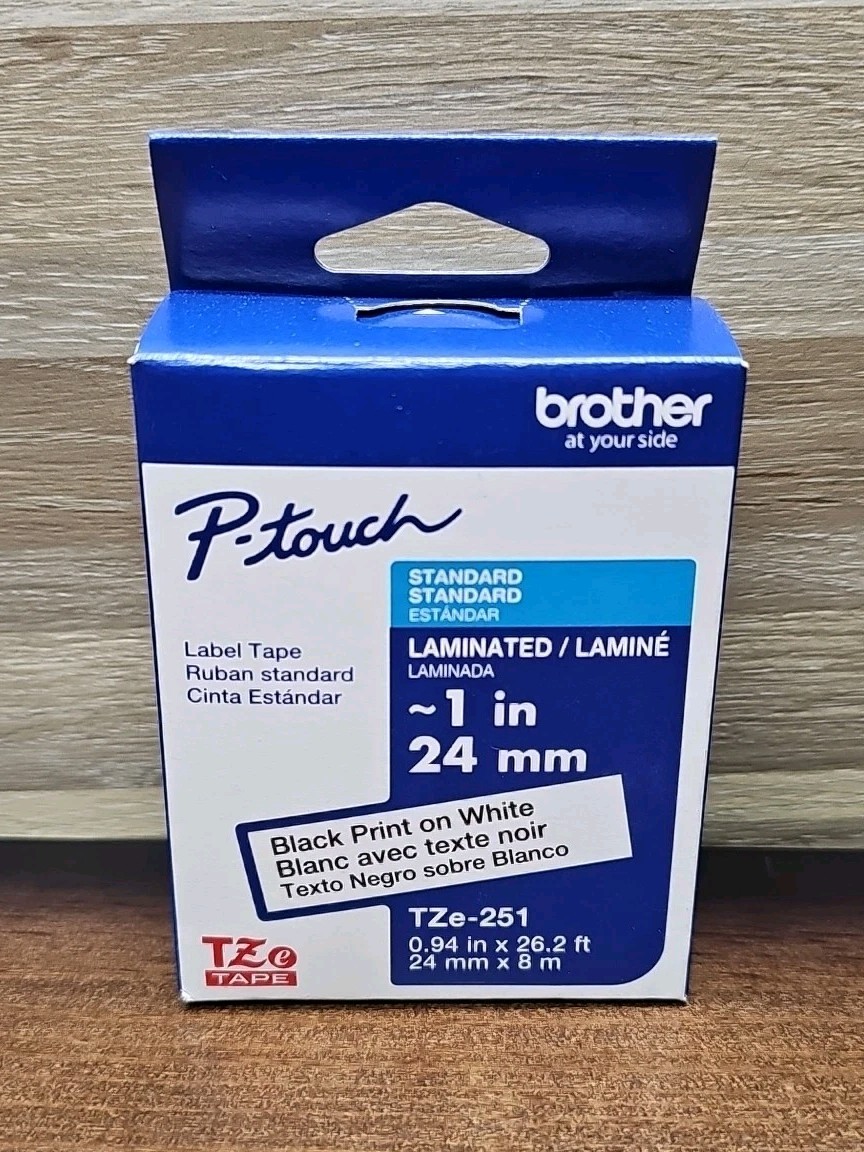 brother
at your side
P-touch
STANDARD
STANDARD
ESTÁNDAR
Label Tape
Ruban standard
Cinta Estándar
LAMINATED / LAMINÉ
LAMINADA
~1 in
24 mm
Black Print on White
Blanc avec texte noir
Texto Negro sobre Blanco
TZe-251
0.94 in x 26.2 ft
24 mm x 8 m
TZe
TAPE